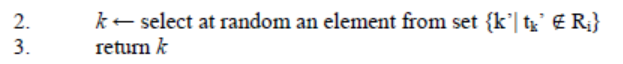 2. k ← select at random an element from set {k'| tk' ∉ Ri}
3. return k